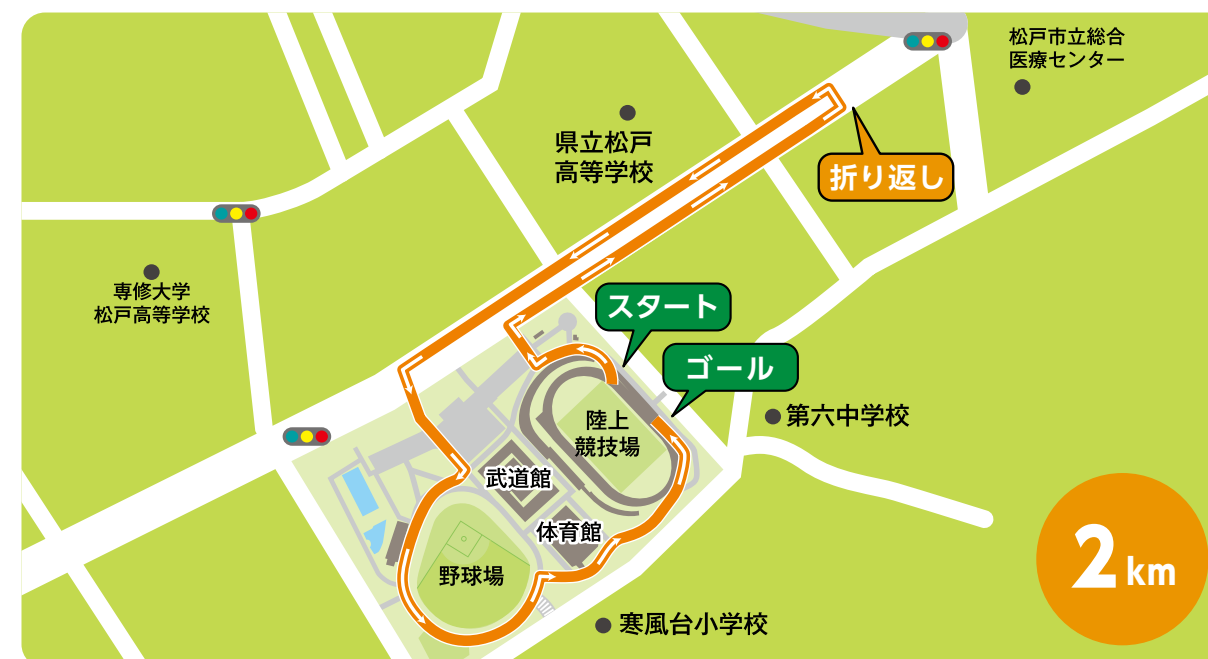 松戸市立総合
医療センター
県立松戸
高等学校
折り返し
専修大学
松戸高等学校
スタート
ゴール
陸上
競技場
第六中学校
武道館
体育館
野球場
寒風台小学校
2 km